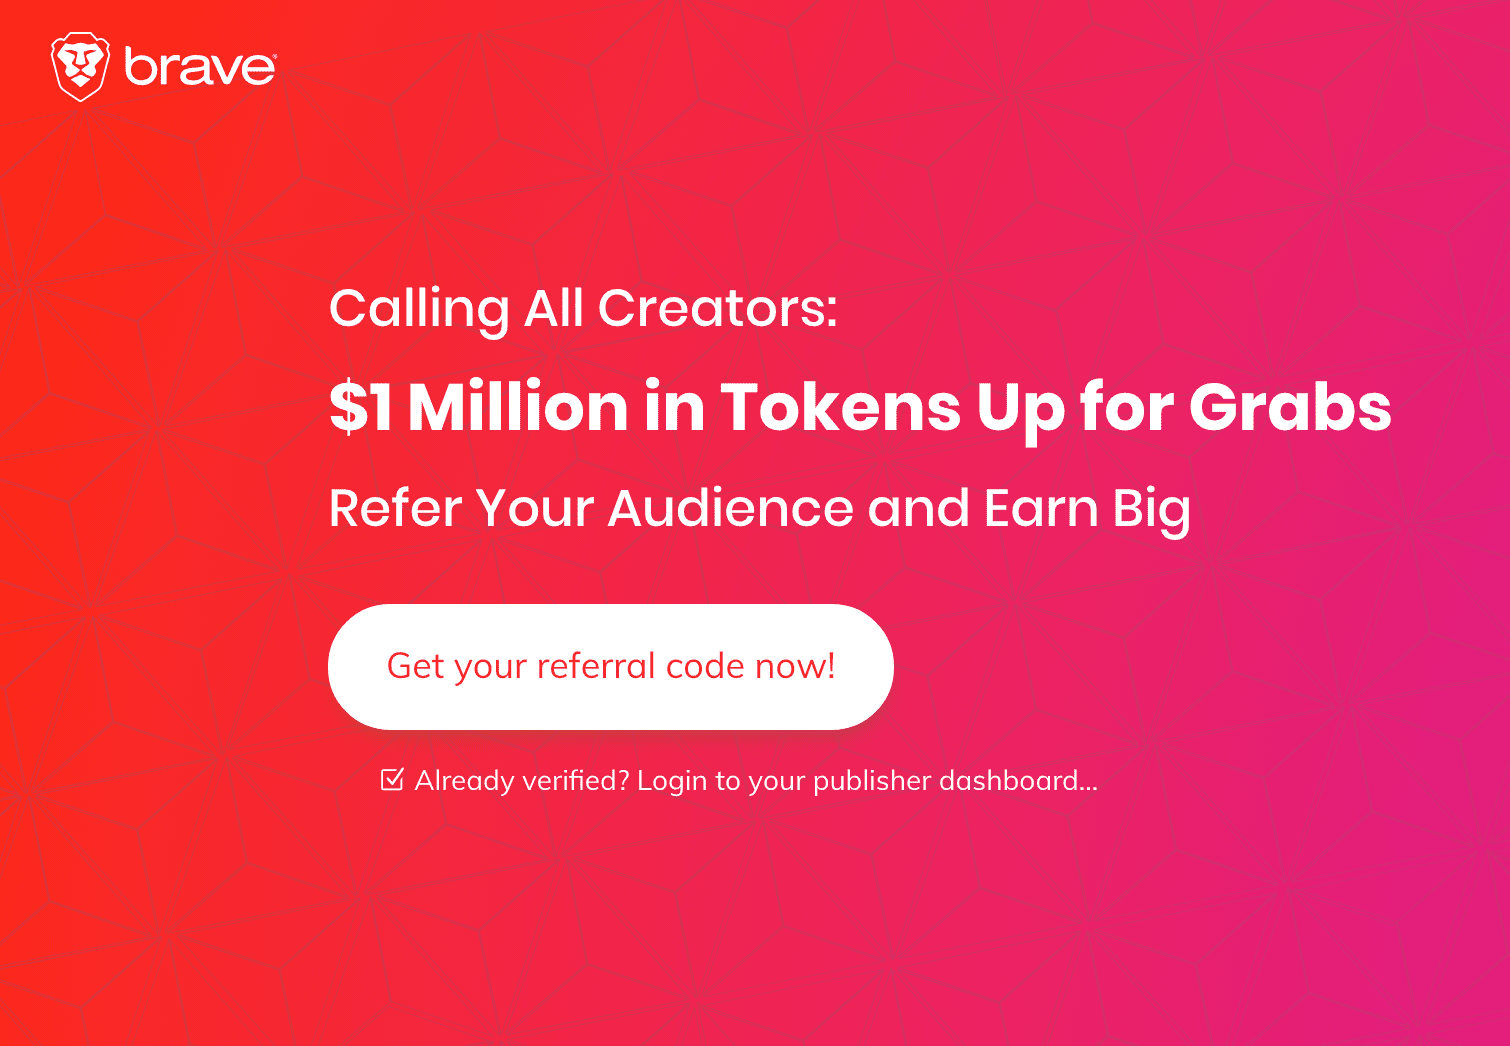 brave
Calling All Creators:
$1 Million in Tokens Up for Grabs
Refer Your Audience and Earn Big
Get your referral code now!
Already verified? Login to your publisher dashboard...